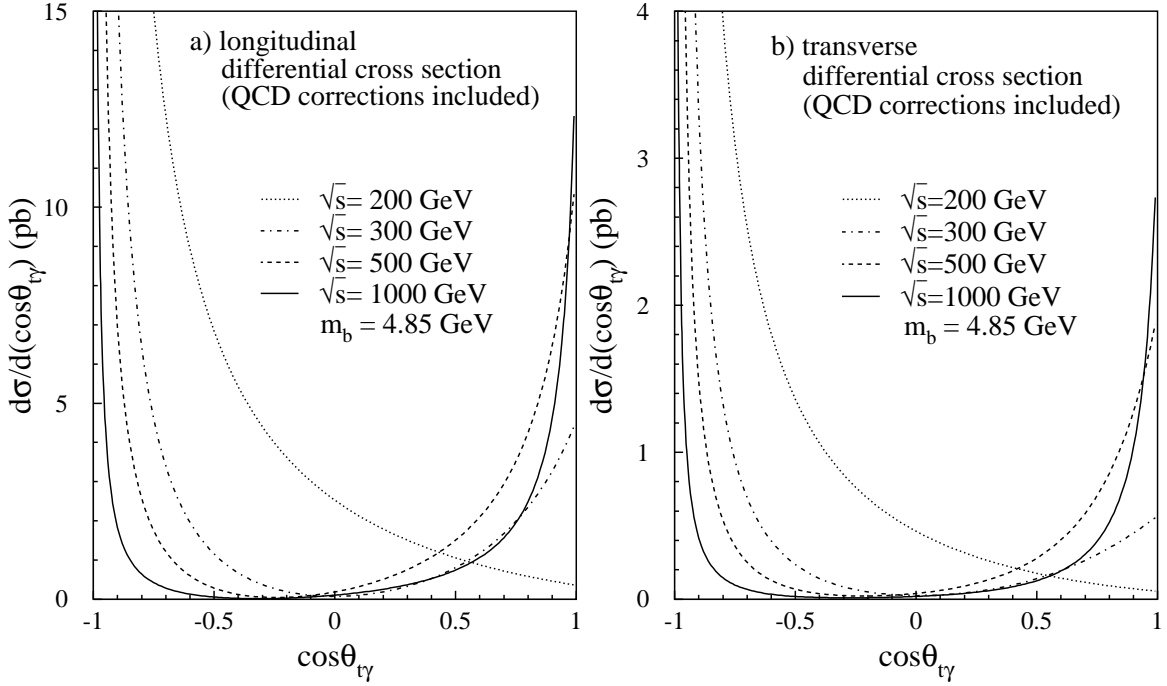 a) longitudinal
differential cross section
(QCD corrections included)
√s= 200 GeV
√s= 300 GeV
√s= 500 GeV
√s= 1000 GeV
m_b = 4.85 GeV
15
10
5
0
-1
-0.5
0
0.5
1
dσ/d(cosθ_tγ) (pb)
cosθ_tγ
b) transverse
differential cross section
(QCD corrections included)
√s=200 GeV
√s=300 GeV
√s=500 GeV
√s=1000 GeV
m_b = 4.85 GeV
4
3
2
1
0
-1
-0.5
0
0.5
1
dσ/d(cosθ_tγ) (pb)
cosθ_tγ